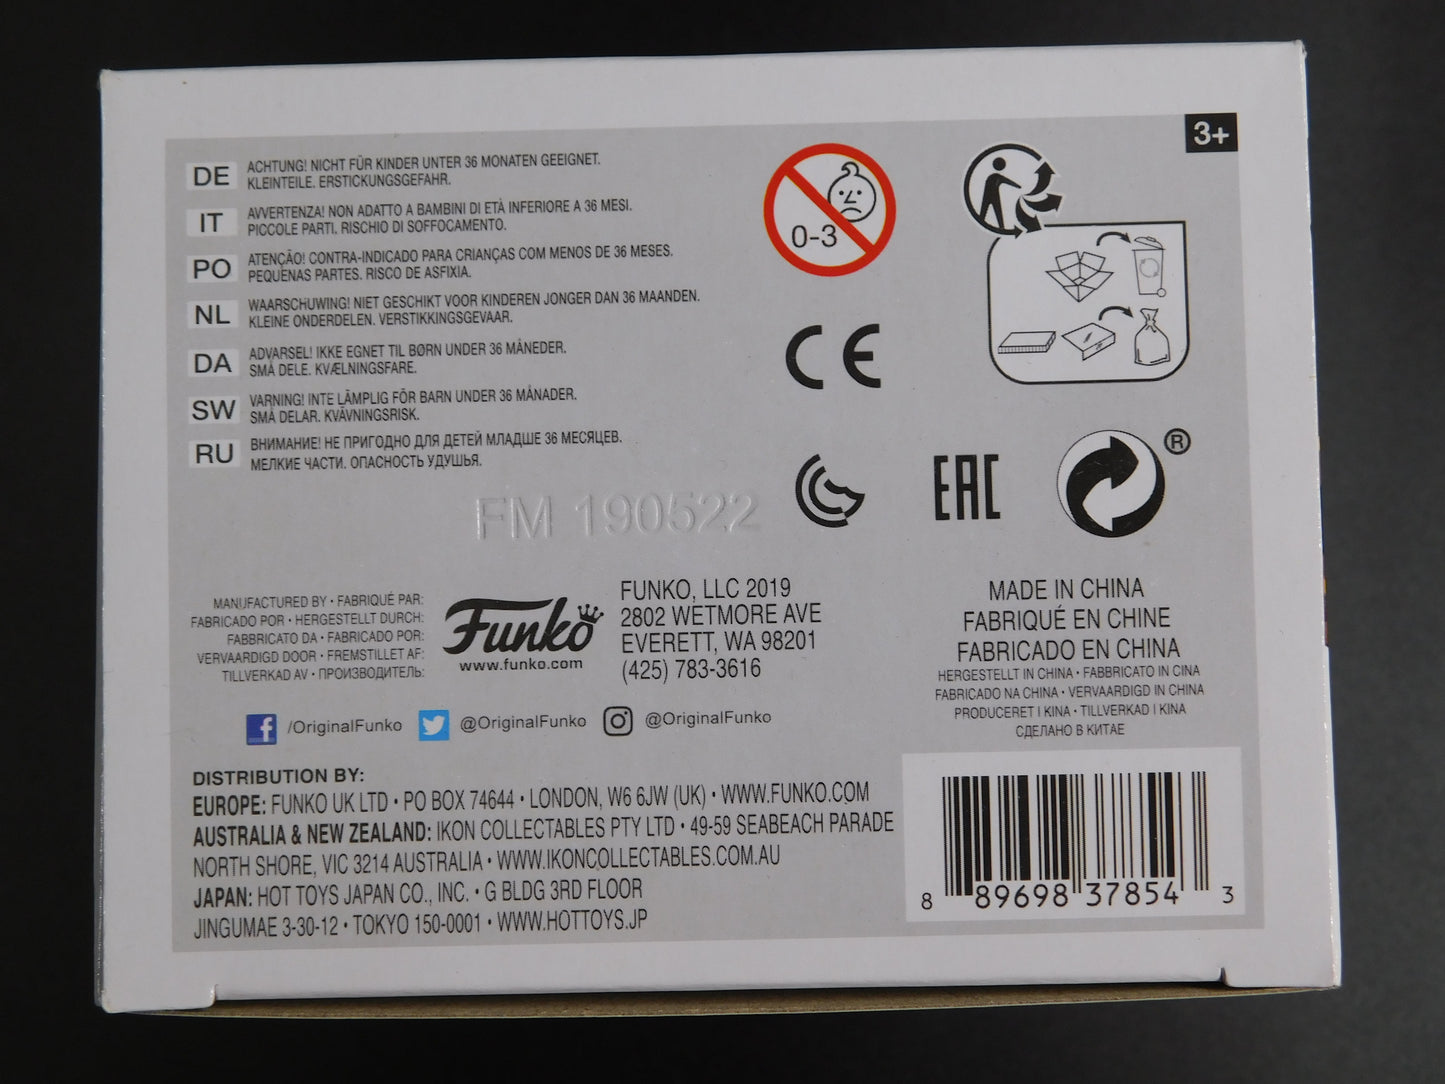 3+
DE ACHTUNG! NICHT FÜR KINDER UNTER 36 MONATEN GEEIGNET.
KLEINTEILE. ERSTICKUNGSGEFAHR.
IT AVVERTENZA! NON ADATTO A BAMBINI DI ETÀ INFERIORE A 36 MESI.
PICCOLE PARTI. RISCHIO DI SOFFOCAMENTO.
PO ATENÇÃO! CONTRA-INDICADO PARA CRIANÇAS COM MENOS DE 36 MESES.
PEQUENAS PARTES. RISCO DE ASFIXIA.
NL WAARSCHUWING! NIET GESCHIKT VOOR KINDEREN JONGER DAN 36 MAANDEN.
KLEINE ONDERDELEN. VERSTIKKINGSGEVAAR.
DA ADVARSEL! IKKE EGNET TIL BØRN UNDER 36 MÅNEDER.
SMÅ DELE. KVÆLNINGSFARE.
SW VARNING! INTE LÄMPLIG FÖR BARN UNDER 36 MÅNADER.
SMÅ DELAR. KVÄVNINGSRISK.
RU ВНИМАНИЕ! НЕ ПРИГОДНО ДЛЯ ДЕТЕЙ МЛАДШЕ 36 МЕСЯЦЕВ.
МЕЛКИЕ ЧАСТИ. ОПАСНОСТЬ УДУШЬЯ.
0-3
CE
EAC
®
FM 190522
MANUFACTURED BY • FABRIQUÉ PAR:
FABRICADO POR • HERGESTELLT DURCH:
FABBRICATO DA • FABRICADO POR:
VERVAARDIGD DOOR • FREMSTILLET AF:
TILLVERKAD AV • ПРОИЗВОДИТЕЛЬ:
Funko
www.funko.com
FUNKO, LLC 2019
2802 WETMORE AVE
EVERETT, WA 98201
(425) 783-3616
MADE IN CHINA
FABRIQUÉ EN CHINE
FABRICADO EN CHINA
HERGESTELLT IN CHINA • FABBRICATO IN CINA
FABRICADO NA CHINA • VERVAARDIGD IN CHINA
PRODUCERET I KINA • TILLVERKAD I KINA
СДЕЛАНО В КИТАЕ
/OriginalFunko @OriginalFunko @OriginalFunko
DISTRIBUTION BY:
EUROPE: FUNKO UK LTD • PO BOX 74644 • LONDON, W6 6JW (UK) • WWW.FUNKO.COM
AUSTRALIA & NEW ZEALAND: IKON COLLECTABLES PTY LTD • 49-59 SEABEACH PARADE
NORTH SHORE, VIC 3214 AUSTRALIA • WWW.IKONCOLLECTABLES.COM.AU
JAPAN: HOT TOYS JAPAN CO., INC. • G BLDG 3RD FLOOR
JINGUMAE 3-30-12 • TOKYO 150-0001 • WWW.HOTTOYS.JP
8 89698 37854 3